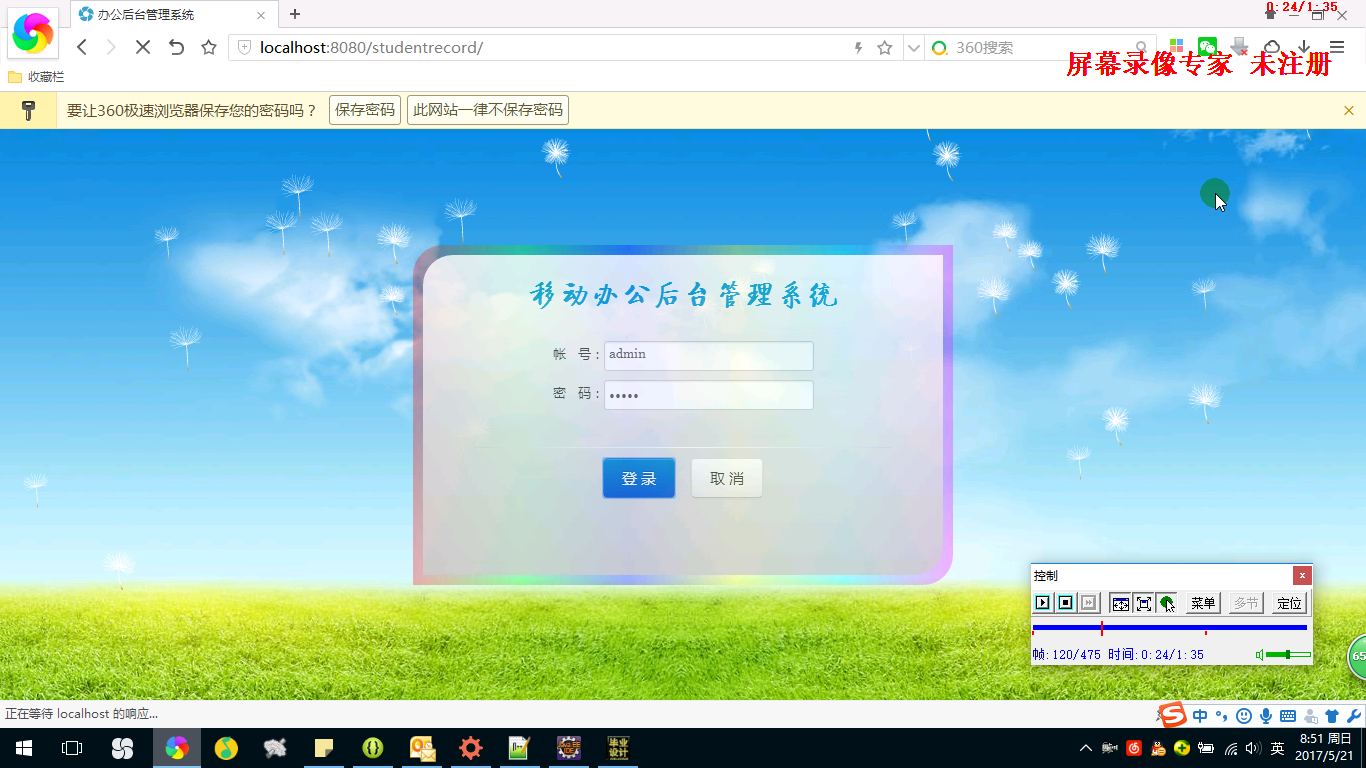 0:24/1:35
办公后台管理系统
localhost:8080/studentrecord/
360搜索
屏幕录像专家 未注册
收藏栏
要让360极速浏览器保存您的密码吗？ 保存密码 此网站一律不保存密码
移动办公后台管理系统
帐 号: admin
密 码: •••••
登 录 取 消
控制
菜单 多节 定位
帧:120/475 时间:0:24/1:35
65
正在等待 localhost 的响应...
中
英
8:51 周日
2017/5/21
毕业
设计